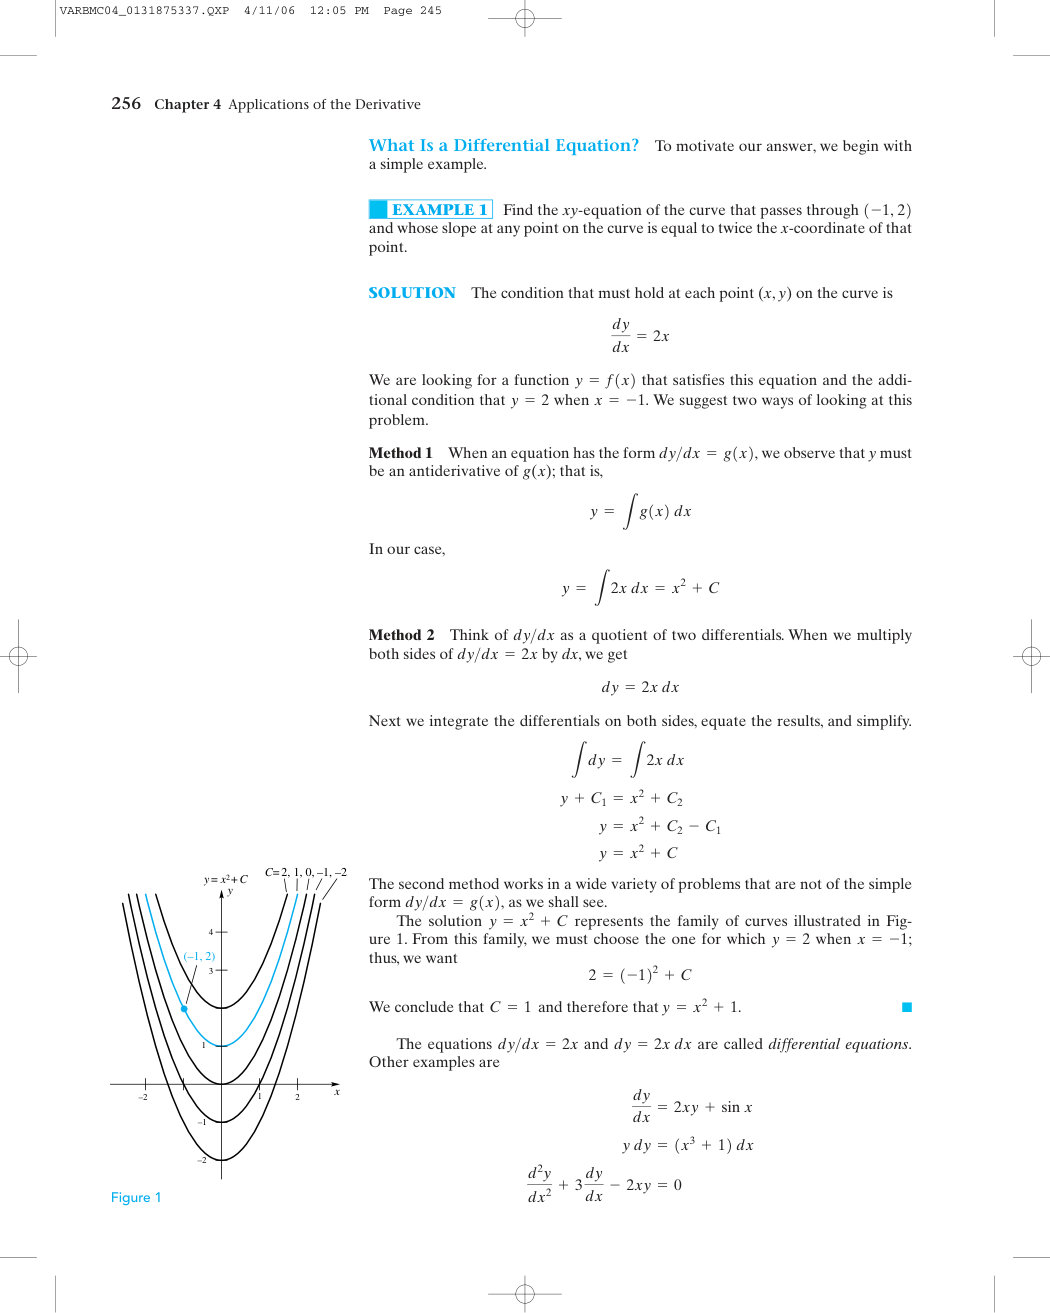 VARBMC04_0131875337.QXP 4/11/06 12:05 PM Page 245
256 Chapter 4 Applications of the Derivative
What Is a Differential Equation? To motivate our answer, we begin with
a simple example.
EXAMPLE 1 Find the xy-equation of the curve that passes through (−1, 2)
and whose slope at any point on the curve is equal to twice the x-coordinate of that
point.
SOLUTION The condition that must hold at each point (x, y) on the curve is
dy/dx = 2x
We are looking for a function y = f(x) that satisfies this equation and the addi-
tional condition that y = 2 when x = −1. We suggest two ways of looking at this
problem.
Method 1 When an equation has the form dy/dx = g(x), we observe that y must
be an antiderivative of g(x); that is,
y = ∫ g(x) dx
In our case,
y = ∫ 2x dx = x² + C
Method 2 Think of dy/dx as a quotient of two differentials. When we multiply
both sides of dy/dx = 2x by dx, we get
dy = 2x dx
Next we integrate the differentials on both sides, equate the results, and simplify.
∫ dy = ∫ 2x dx
y + C₁ = x² + C₂
y = x² + C₂ − C₁
y = x² + C
The second method works in a wide variety of problems that are not of the simple
form dy/dx = g(x), as we shall see.
The solution y = x² + C represents the family of curves illustrated in Fig-
ure 1. From this family, we must choose the one for which y = 2 when x = −1;
thus, we want
2 = (−1)² + C
We conclude that C = 1 and therefore that y = x² + 1.
The equations dy/dx = 2x and dy = 2x dx are called differential equations.
Other examples are
dy/dx = 2xy + sin x
y dy = (x³ + 1) dx
d²y/dx² + 3 dy/dx − 2xy = 0
y = x² + C
C = 2, 1, 0, –1, –2
y
4
(–1, 2)
3
1
–2
1
2
x
–1
–2
Figure 1